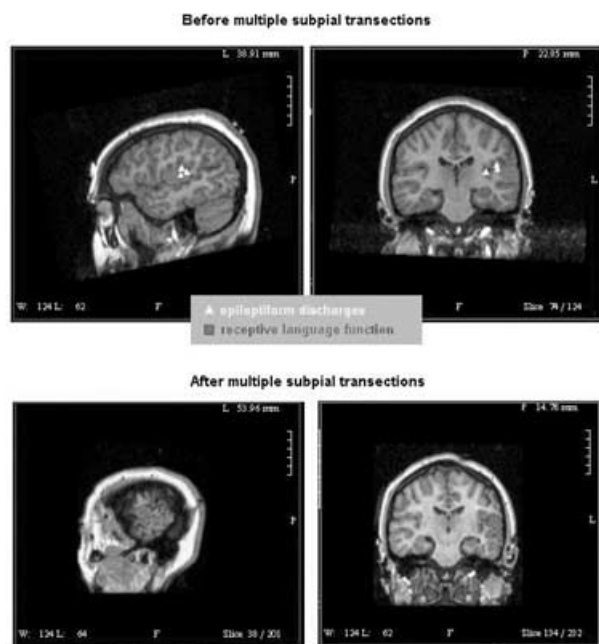 Before multiple subpial transections
L 38.91 mm
P 22.85 mm
P
L
W: 124 L: 62
F
F
Slice 74 / 124
epileptiform discharges
receptive language function
After multiple subpial transections
L 53.96 mm
P 14.76 mm
P
L
W: 124 L: 64
F
Slice 38 / 201
W: 124 L: 62
F
Slice 134 / 232